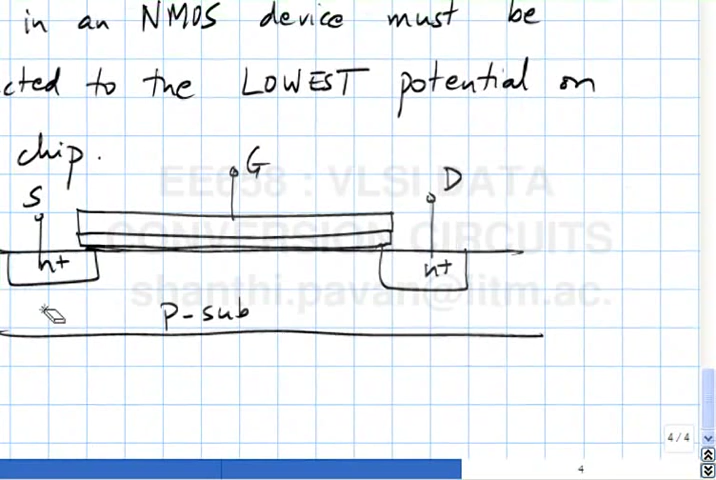 in an NMOS device must be
cted to the LOWEST potential on
chip.
EE658 : VLSI DATA
CONVERSION CIRCUITS
shanthi.pavan@iitm.ac.
S
G
D
n+
n+
p-sub
4/4
4